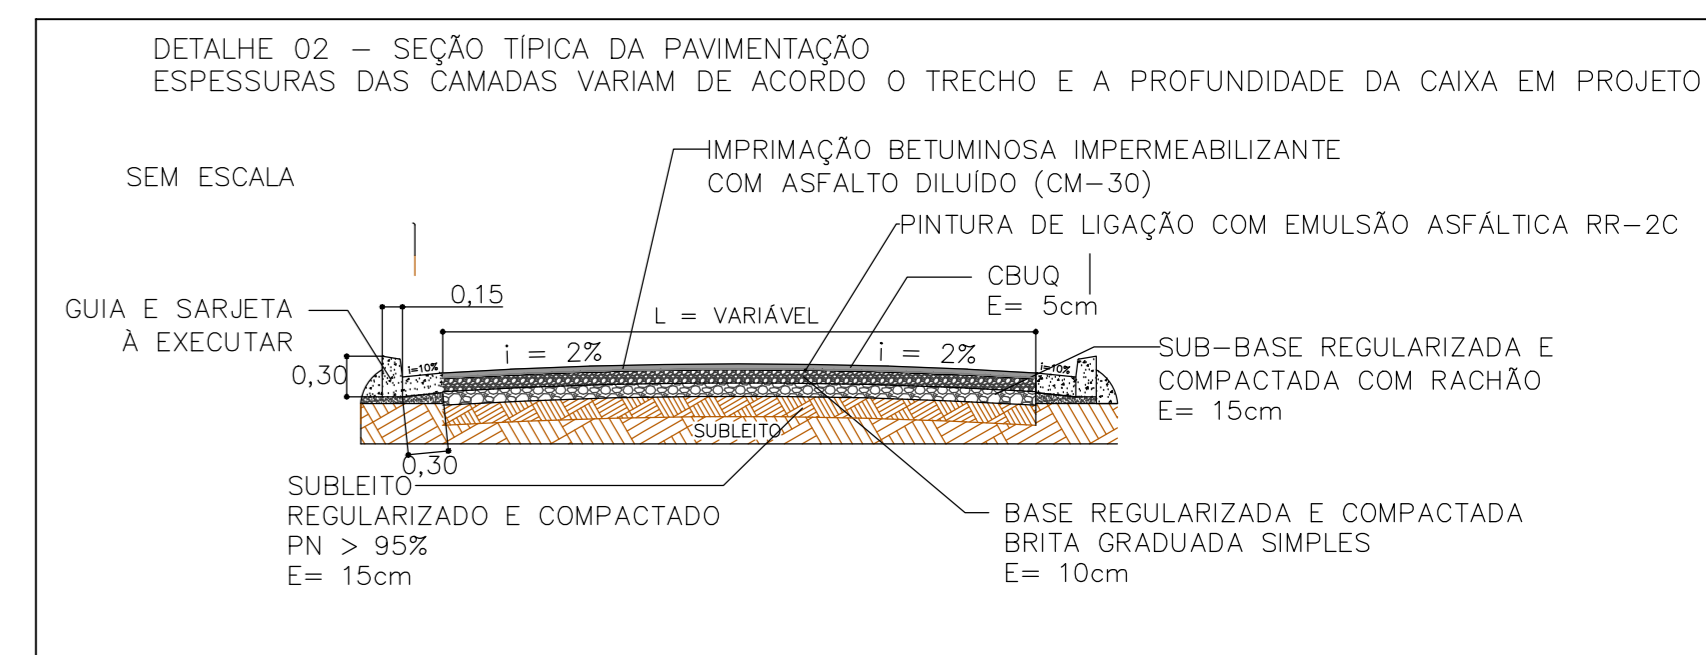 DETALHE 02 – SEÇÃO TÍPICA DA PAVIMENTAÇÃO
ESPESSURAS DAS CAMADAS VARIAM DE ACORDO O TRECHO E A PROFUNDIDADE DA CAIXA EM PROJETO
SEM ESCALA
IMPRIMAÇÃO BETUMINOSA IMPERMEABILIZANTE
COM ASFALTO DILUÍDO (CM–30)
PINTURA DE LIGAÇÃO COM EMULSÃO ASFÁLTICA RR–2C
CBUQ
E= 5cm
GUIA E SARJETA
À EXECUTAR
0,15
L = VARIÁVEL
i = 2%
i = 2%
0,30
i=10%
i=10%
SUB–BASE REGULARIZADA E
COMPACTADA COM RACHÃO
E= 15cm
SUBLEITO
0,30
SUBLEITO
REGULARIZADO E COMPACTADO
PN > 95%
E= 15cm
BASE REGULARIZADA E COMPACTADA
BRITA GRADUADA SIMPLES
E= 10cm